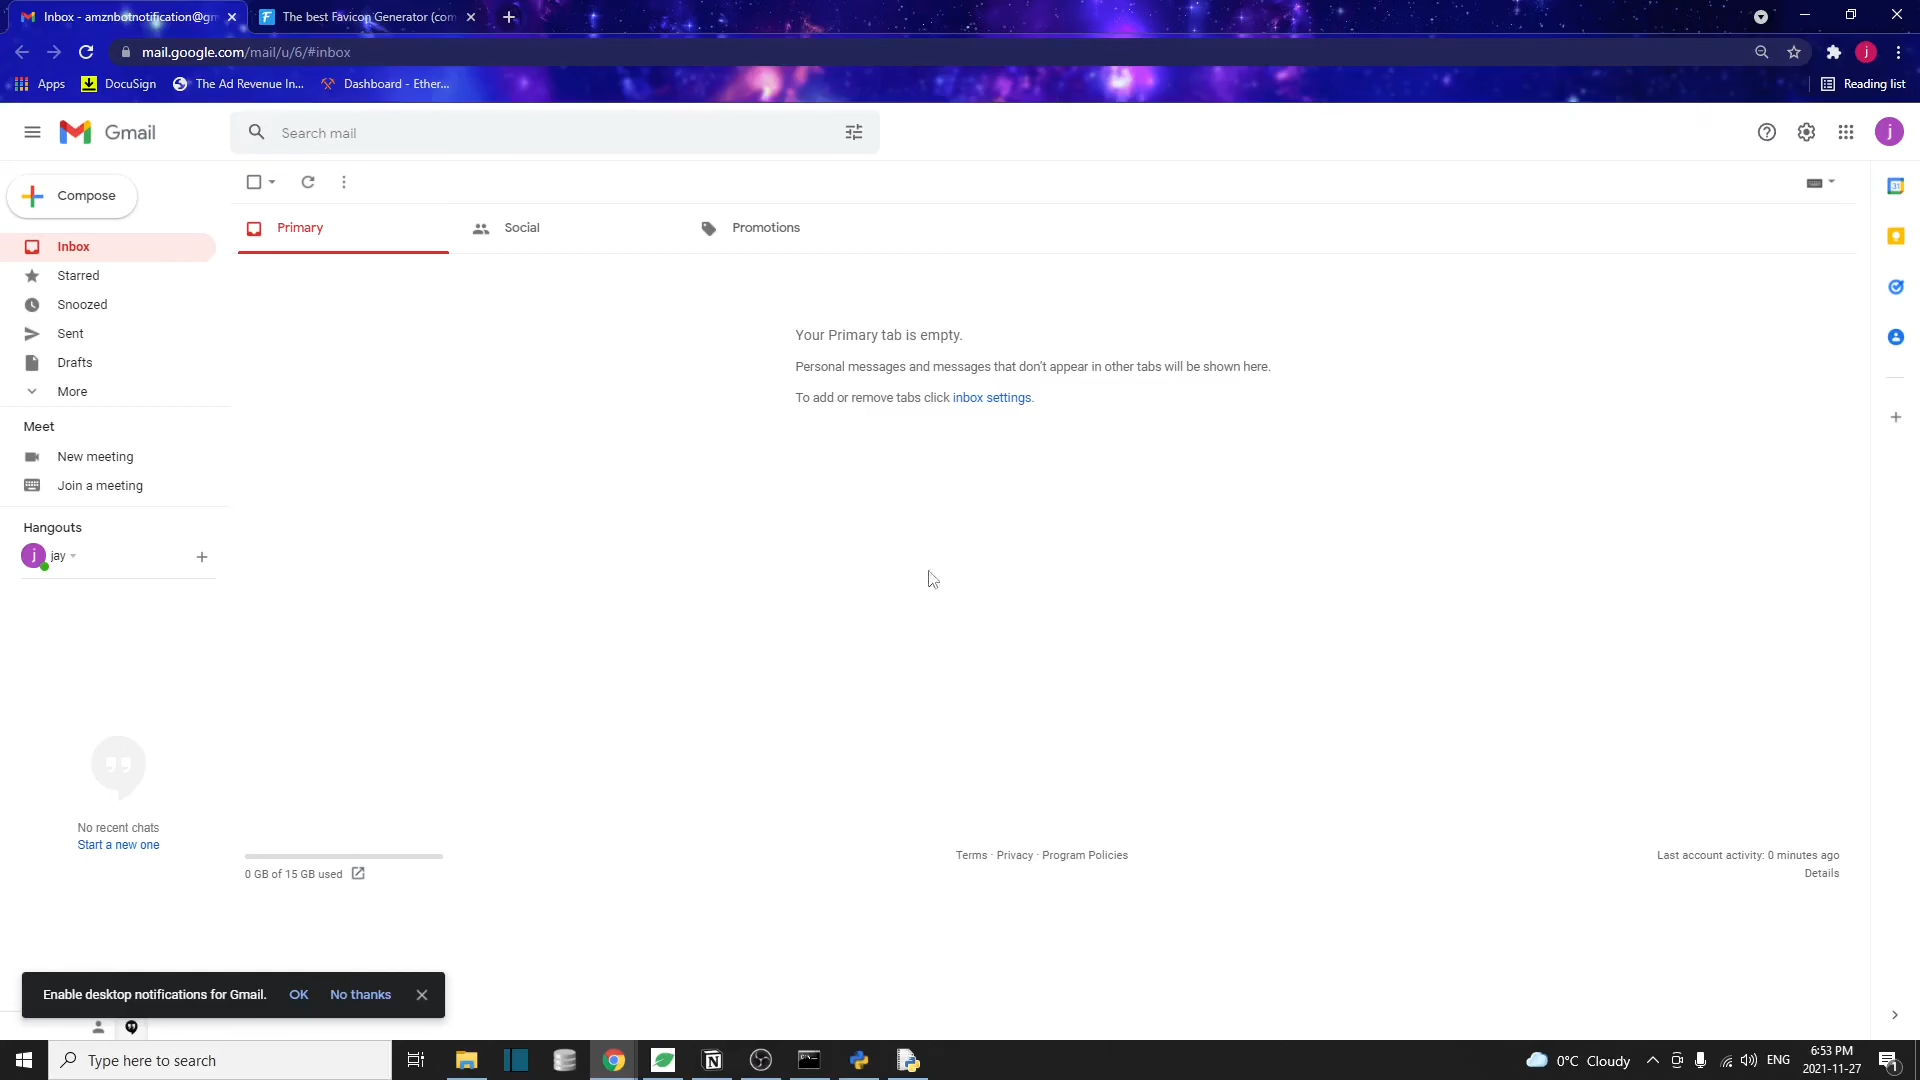 Inbox - amznbotnotification@gm
The best Favicon Generator (com
mail.google.com/mail/u/6/#inbox
j
Apps
DocuSign
The Ad Revenue In...
Dashboard - Ether...
Reading list
Gmail
Search mail
j
Compose
Primary
Social
Promotions
31
Inbox
Starred
Snoozed
Sent
Drafts
More
Your Primary tab is empty.
Personal messages and messages that don't appear in other tabs will be shown here.
To add or remove tabs click inbox settings.
Meet
New meeting
Join a meeting
Hangouts
j jay
No recent chats
Start a new one
0 GB of 15 GB used
Terms · Privacy · Program Policies
Last account activity: 0 minutes ago
Details
Enable desktop notifications for Gmail. OK No thanks
Type here to search
0°C Cloudy
ENG
6:53 PM
2021-11-27
1